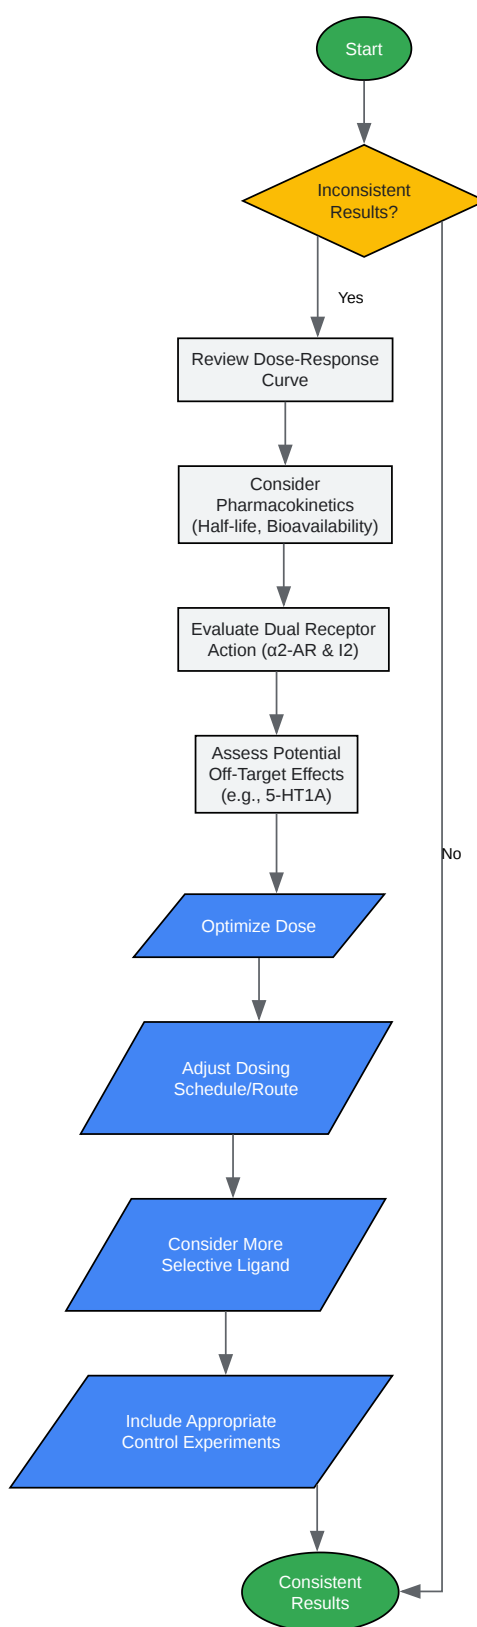 Start
Inconsistent
Results?
Yes
Review Dose-Response
Curve
Consider
Pharmacokinetics
(Half-life, Bioavailability)
Evaluate Dual Receptor
Action (α2-AR & I2)
Assess Potential
Off-Target Effects
(e.g., 5-HT1A)
No
Optimize Dose
Adjust Dosing
Schedule/Route
Consider More
Selective Ligand
Include Appropriate
Control Experiments
Consistent
Results